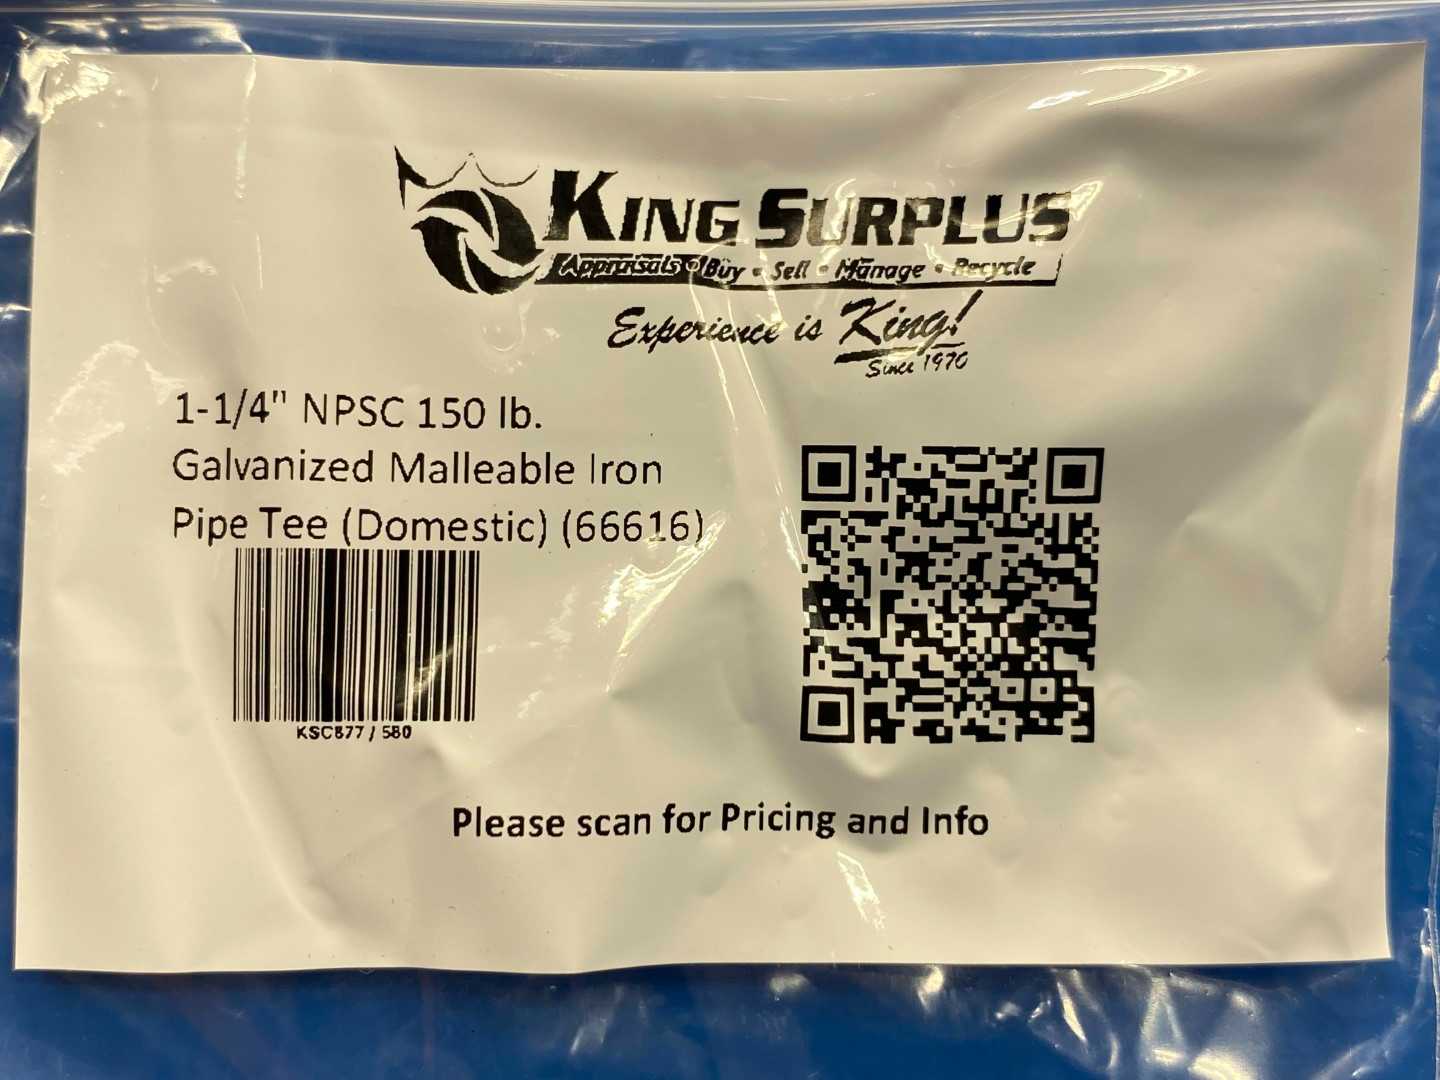 KING SURPLUS
Appraisals • Buy • Sell • Manage • Recycle
Experience is King!
Since 1970
1-1/4" NPSC 150 lb.
Galvanized Malleable Iron
Pipe Tee (Domestic) (66616)
KSC877 / 580
Please scan for Pricing and Info